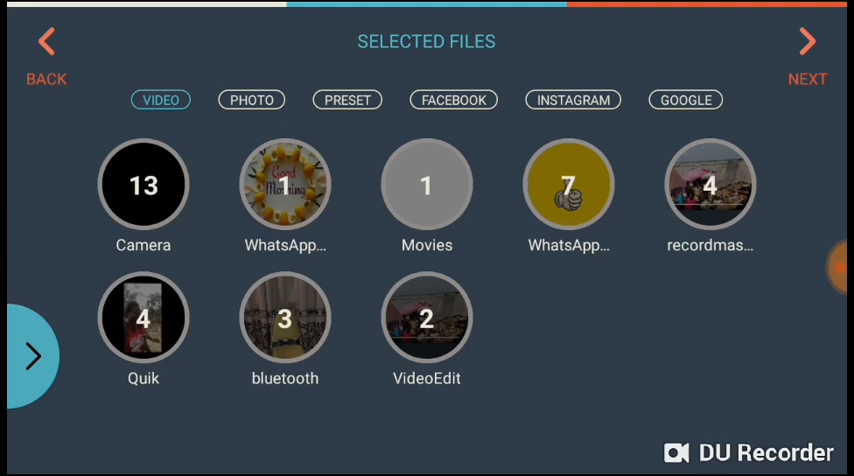 SELECTED FILES
BACK
NEXT
VIDEO PHOTO PRESET FACEBOOK INSTAGRAM GOOGLE
13 1 1 7 4
Good
Morning
Camera WhatsApp... Movies WhatsApp... recordmas...
4 3 2
Quik bluetooth VideoEdit
DU Recorder